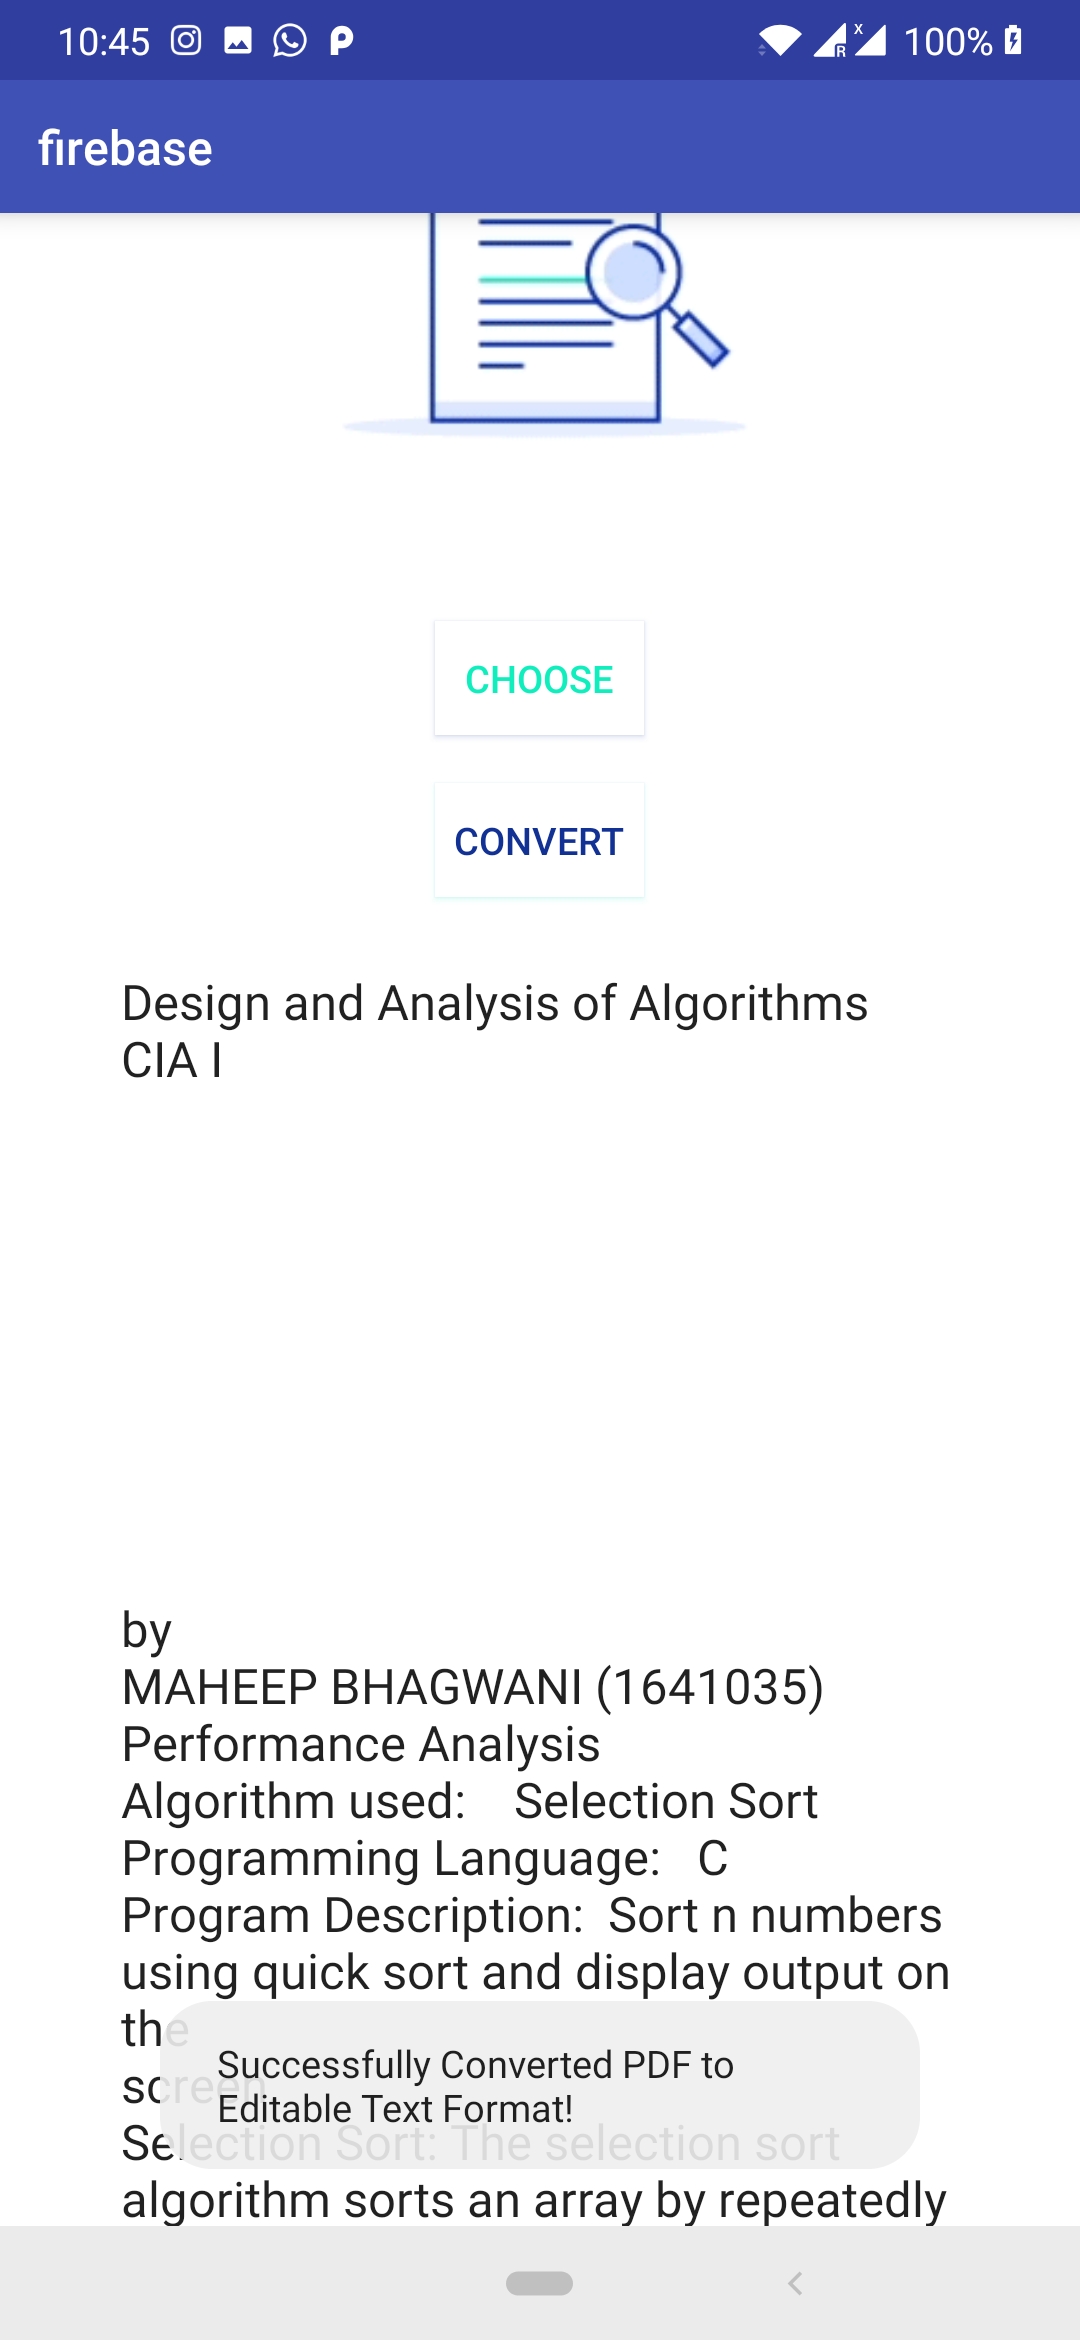 10:45 100%
firebase
CHOOSE
CONVERT
Design and Analysis of Algorithms
CIA I
by
MAHEEP BHAGWANI (1641035)
Performance Analysis
Algorithm used: Selection Sort
Programming Language: C
Program Description: Sort n numbers
using quick sort and display output on
the
screen
Successfully Converted PDF to
Editable Text Format!
Selection Sort: The selection sort
algorithm sorts an array by repeatedly